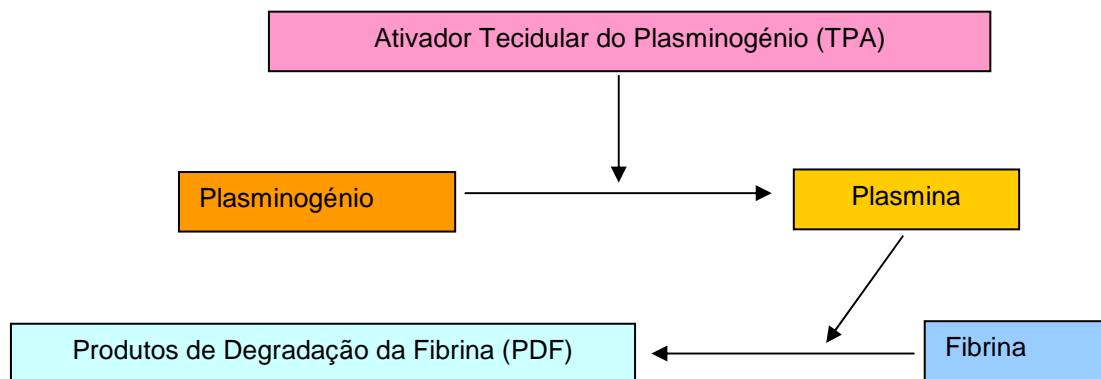 Ativador Tecidular do Plasminogénio (TPA)
Plasminogénio
Plasmina
Produtos de Degradação da Fibrina (PDF)
Fibrina